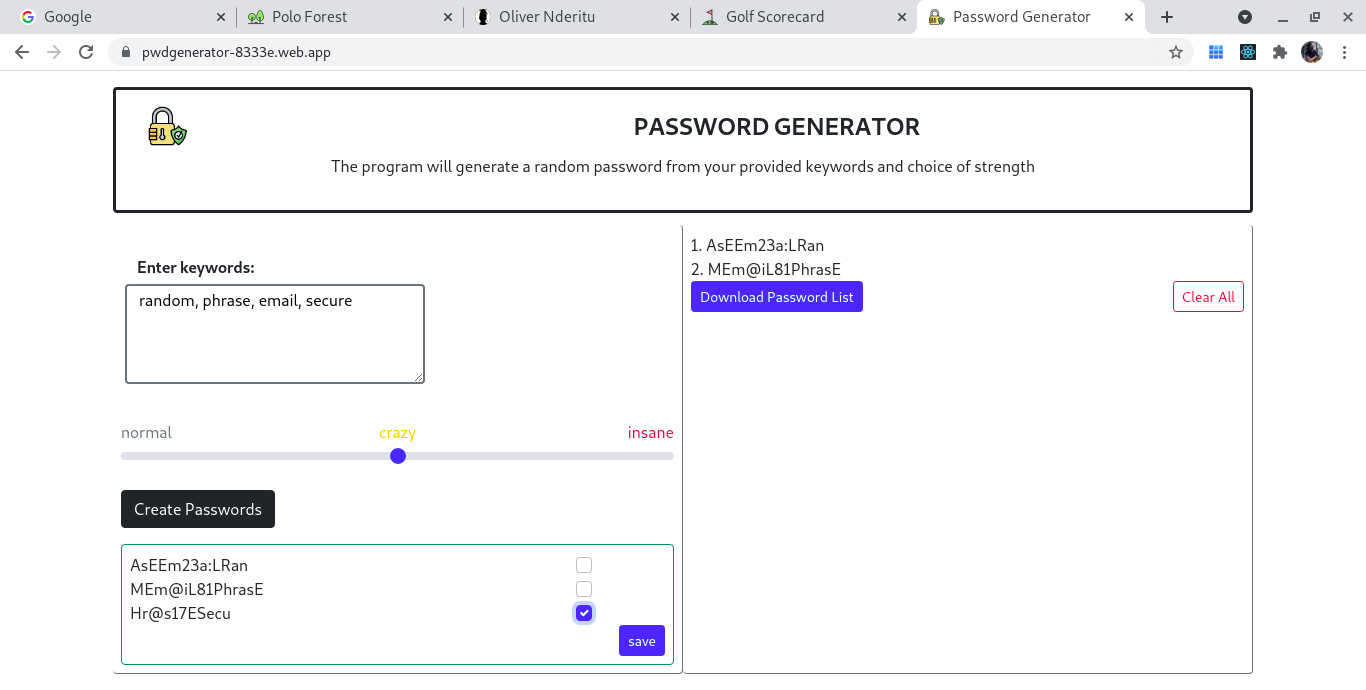 Google
Polo Forest
Oliver Nderitu
Golf Scorecard
Password Generator
pwdgenerator-8333e.web.app
PASSWORD GENERATOR
The program will generate a random password from your provided keywords and choice of strength
Enter keywords:
random, phrase, email, secure
normal crazy insane
Create Passwords
AsEEm23a:LRan
MEm@iL81PhrasE
Hr@s17ESecu
save
1. AsEEm23a:LRan
2. MEm@iL81PhrasE
Download Password List
Clear All